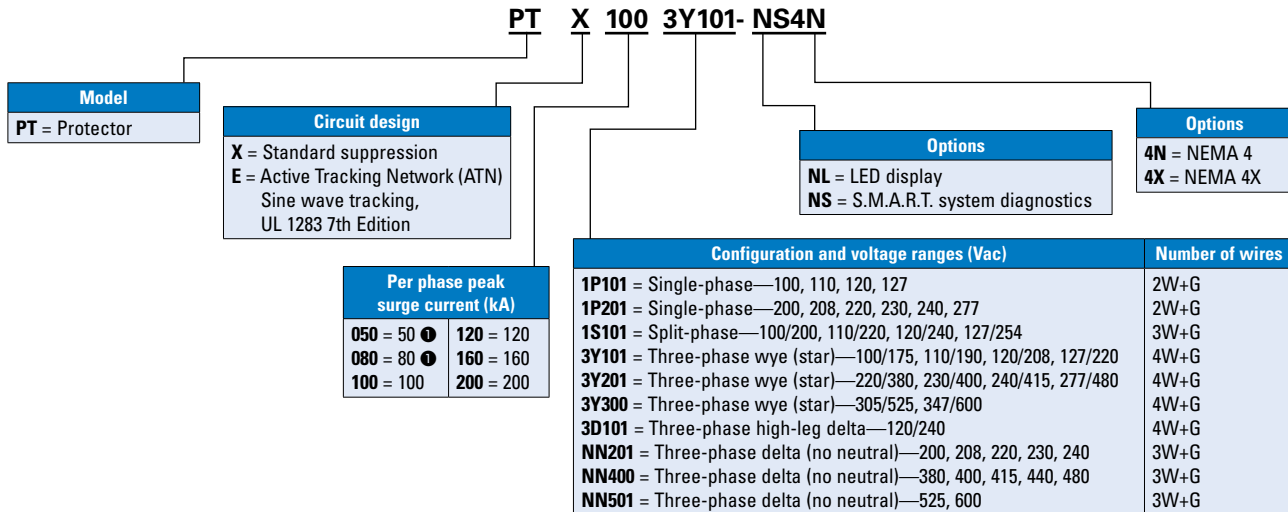 PT X 100 3Y101- NS4N
Model
PT = Protector
Circuit design
X = Standard suppression
E = Active Tracking Network (ATN)
Sine wave tracking,
UL 1283 7th Edition
Options
NL = LED display
NS = S.M.A.R.T. system diagnostics
Options
4N = NEMA 4
4X = NEMA 4X
Per phase peak
surge current (kA)
050 = 50 ❶ 120 = 120
080 = 80 ❶ 160 = 160
100 = 100 200 = 200
Configuration and voltage ranges (Vac) Number of wires
1P101 = Single-phase—100, 110, 120, 127 2W+G
1P201 = Single-phase—200, 208, 220, 230, 240, 277 2W+G
1S101 = Split-phase—100/200, 110/220, 120/240, 127/254 3W+G
3Y101 = Three-phase wye (star)—100/175, 110/190, 120/208, 127/220 4W+G
3Y201 = Three-phase wye (star)—220/380, 230/400, 240/415, 277/480 4W+G
3Y300 = Three-phase wye (star)—305/525, 347/600 4W+G
3D101 = Three-phase high-leg delta—120/240 4W+G
NN201 = Three-phase delta (no neutral)—200, 208, 220, 230, 240 3W+G
NN400 = Three-phase delta (no neutral)—380, 400, 415, 440, 480 3W+G
NN501 = Three-phase delta (no neutral)—525, 600 3W+G